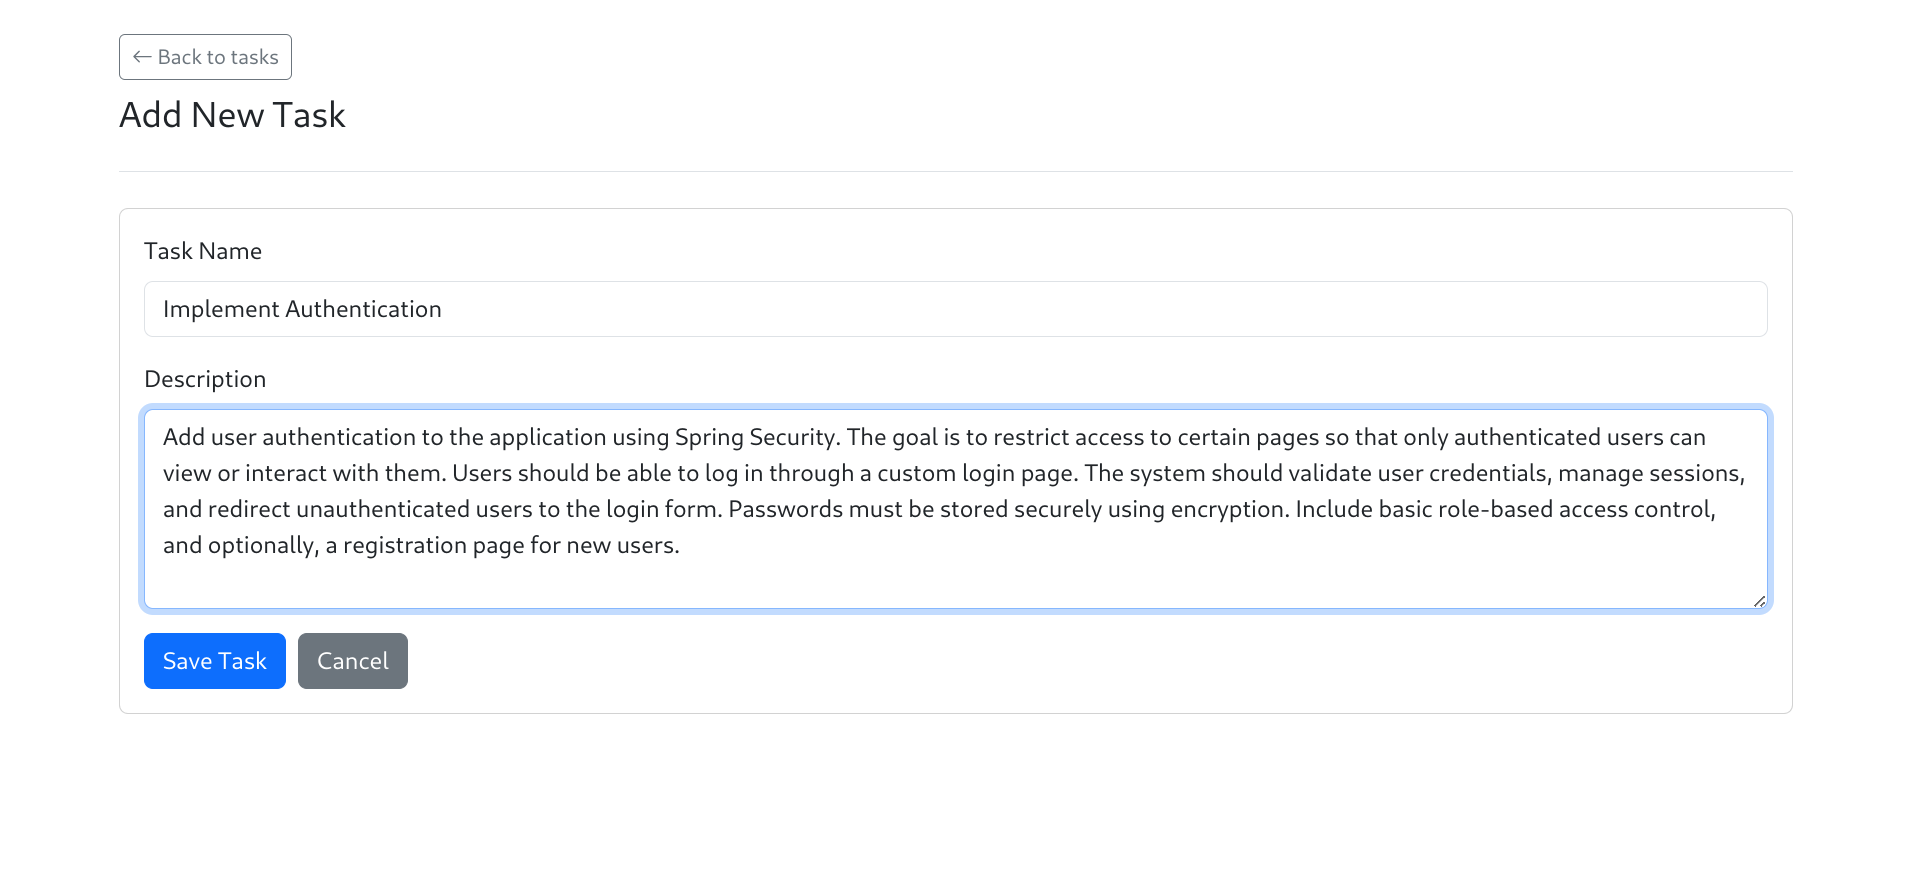 ← Back to tasks
Add New Task
Task Name
Implement Authentication
Description
Add user authentication to the application using Spring Security. The goal is to restrict access to certain pages so that only authenticated users can
view or interact with them. Users should be able to log in through a custom login page. The system should validate user credentials, manage sessions,
and redirect unauthenticated users to the login form. Passwords must be stored securely using encryption. Include basic role-based access control,
and optionally, a registration page for new users.
Save Task
Cancel